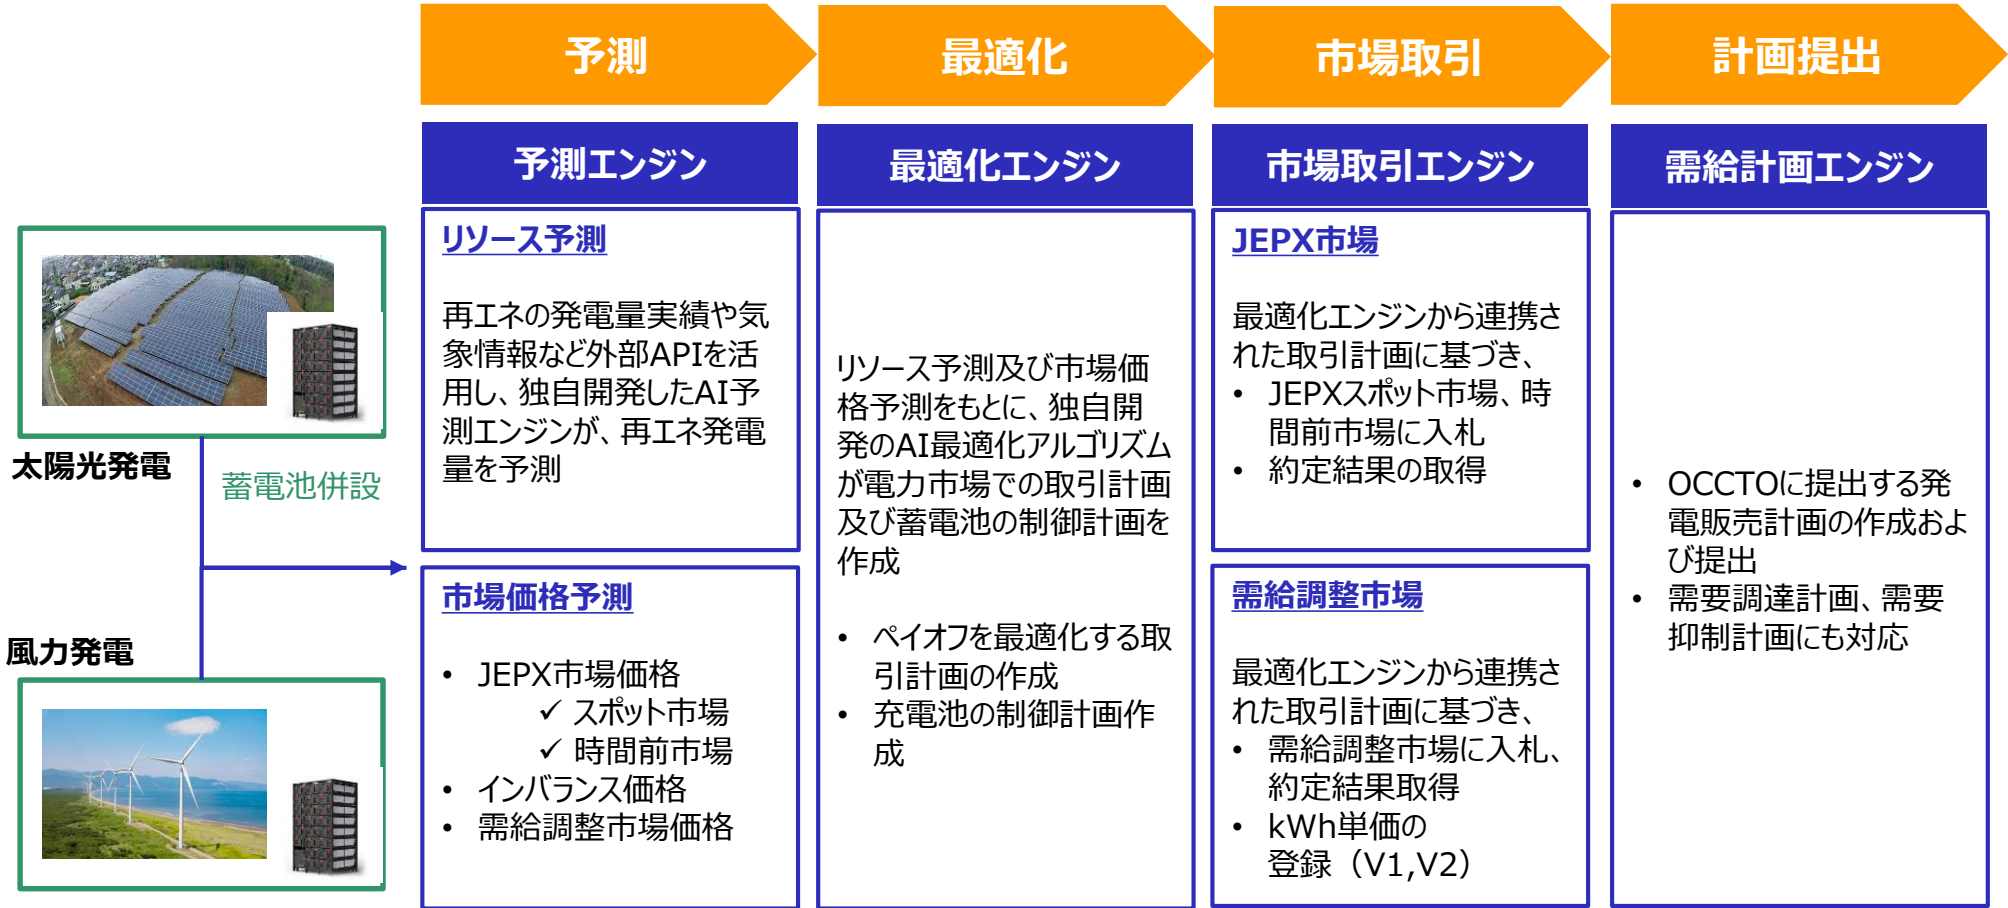 予測
最適化
市場取引
計画提出
予測エンジン
最適化エンジン
市場取引エンジン
需給計画エンジン
太陽光発電
蓄電池併設
風力発電
リソース予測
再エネの発電量実績や気
象情報など外部APIを活
用し、独自開発したAI予
測エンジンが、再エネ発電
量を予測
市場価格予測
• JEPX市場価格
✓ スポット市場
✓ 時間前市場
• インバランス価格
• 需給調整市場価格
リソース予測及び市場価
格予測をもとに、独自開
発のAI最適化アルゴリズム
が電力市場での取引計画
及び蓄電池の制御計画を
作成
• ペイオフを最適化する取
引計画の作成
• 充電池の制御計画作
成
JEPX市場
最適化エンジンから連携さ
れた取引計画に基づき、
• JEPXスポット市場、時
間前市場に入札
• 約定結果の取得
需給調整市場
最適化エンジンから連携さ
れた取引計画に基づき、
• 需給調整市場に入札、
約定結果取得
• kWh単価の
登録（V1,V2）
• OCCTOに提出する発
電販売計画の作成およ
び提出
• 需要調達計画、需要
抑制計画にも対応